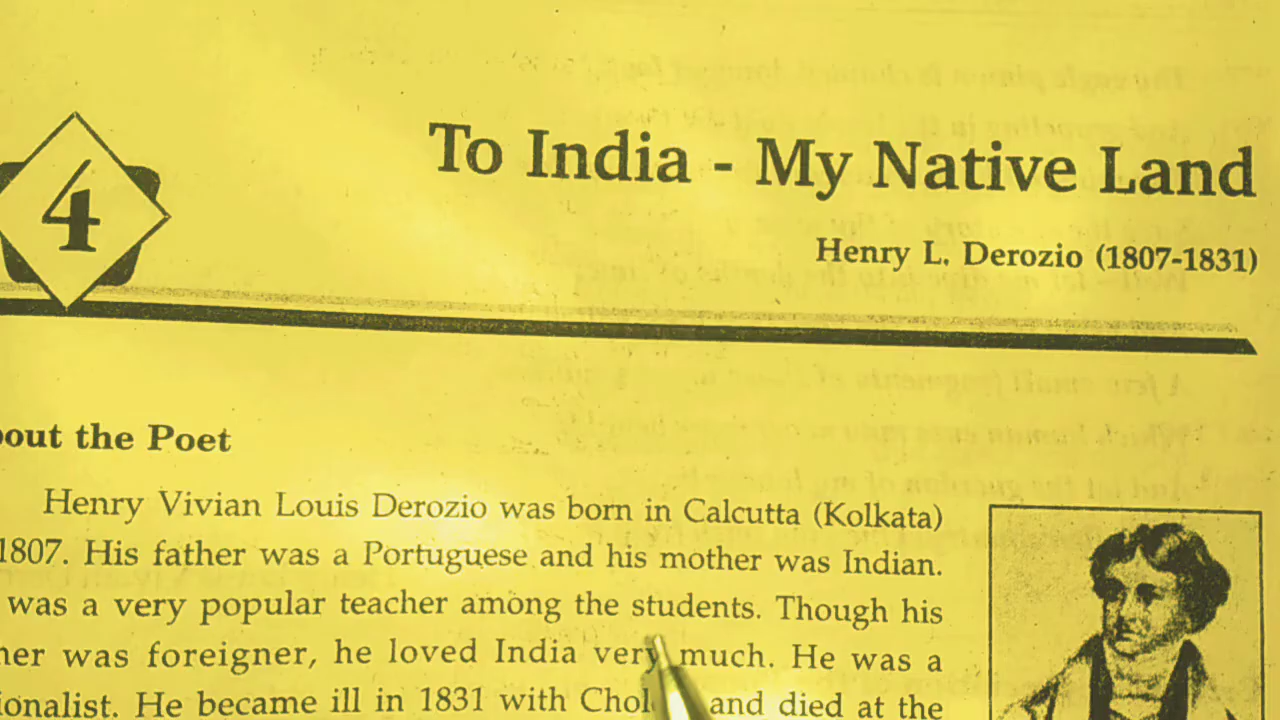 4
To India - My Native Land
Henry L. Derozio (1807-1831)
out the Poet
Henry Vivian Louis Derozio was born in Calcutta (Kolkata)
1807. His father was a Portuguese and his mother was Indian.
was a very popular teacher among the students. Though his
her was foreigner, he loved India very much. He was a
ionalist. He became ill in 1831 with Chol and died at the